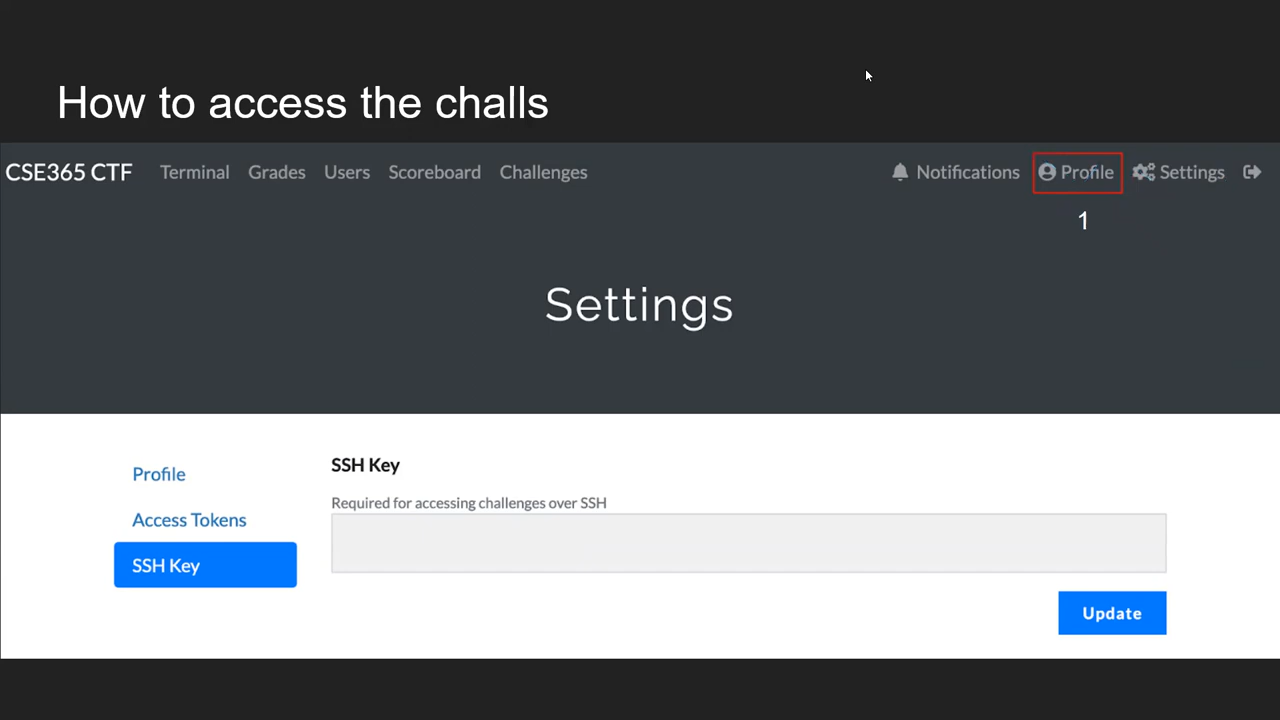 How to access the challs
CSE365 CTF Terminal Grades Users Scoreboard Challenges Notifications Profile Settings
1
Settings
Profile
Access Tokens
SSH Key
SSH Key
Required for accessing challenges over SSH
Update